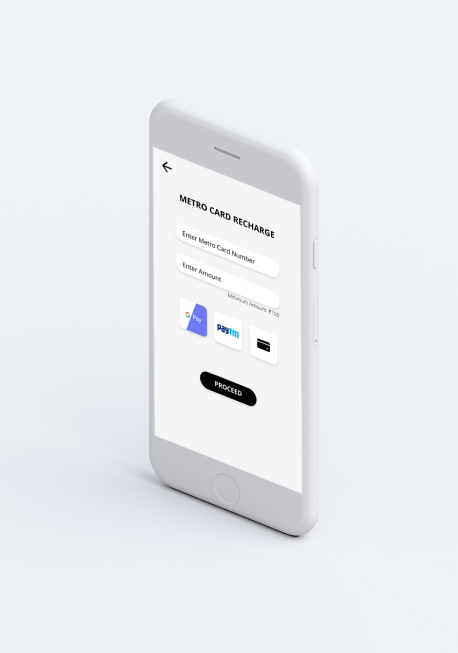 METRO CARD RECHARGE
Enter Metro Card Number
Enter Amount
Minimum Amount: ₹100
G Pay
paytm
PROCEED